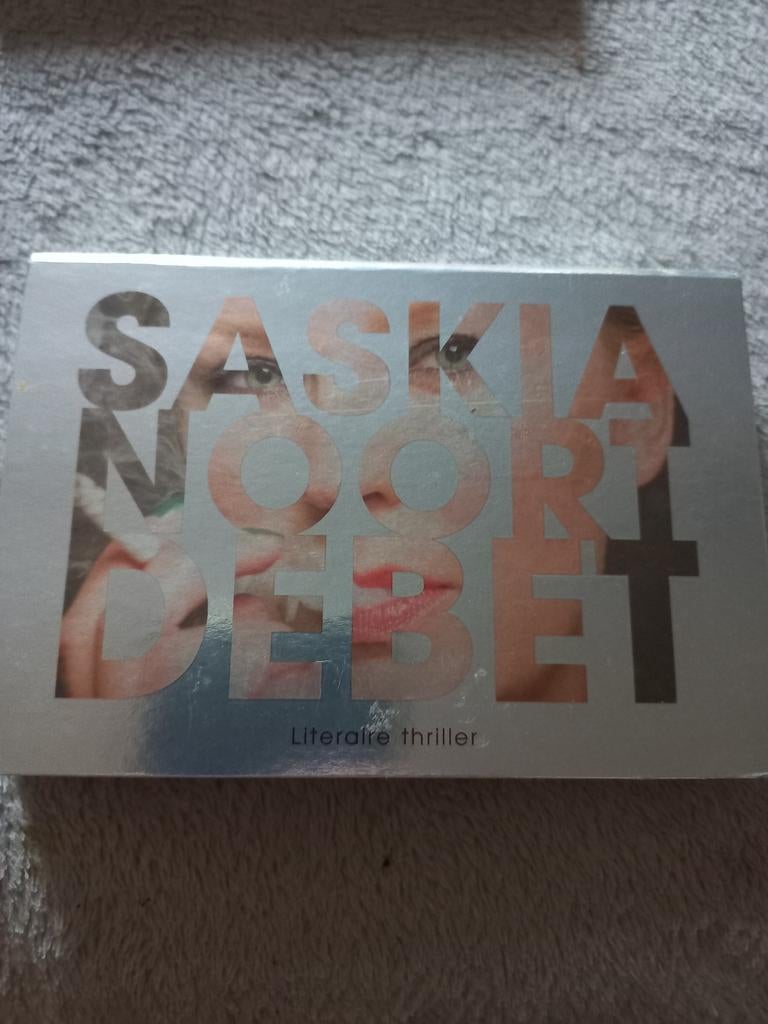 SASKIA
NOORT
DEBET
Literaire thriller